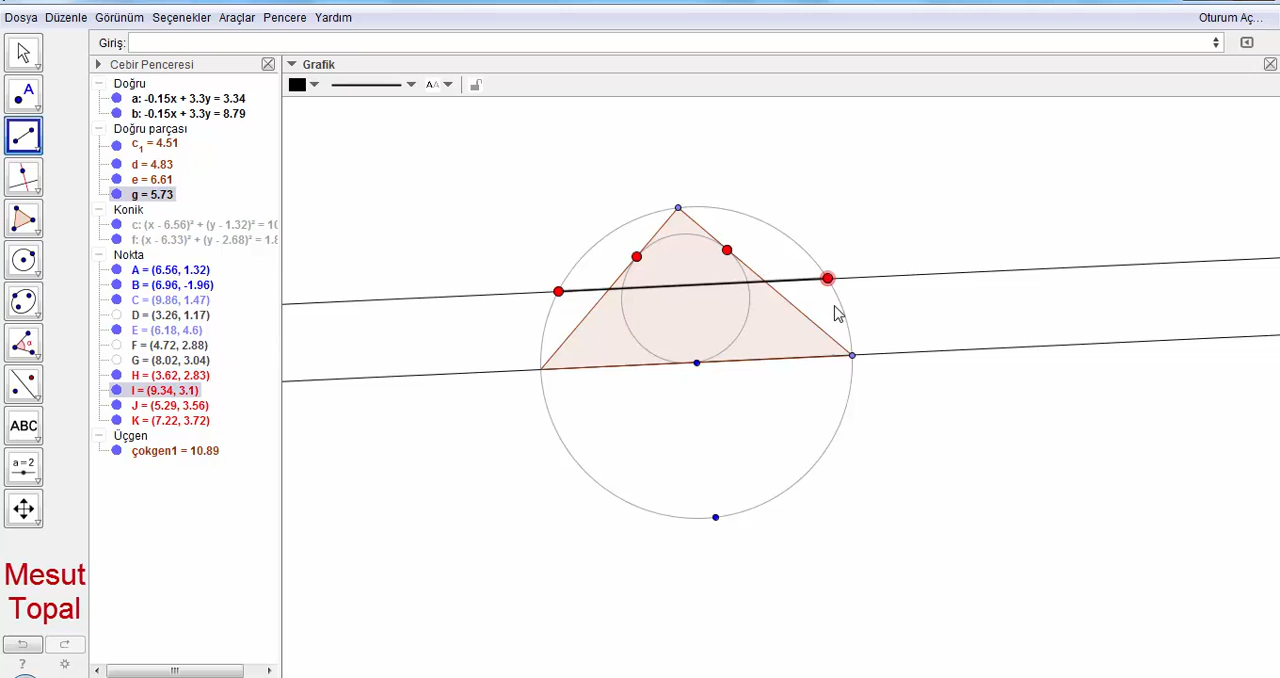 Dosya Düzenle Görünüm Seçenekler Araçlar Pencere Yardım Oturum Aç...
Giriş:
Cebir Penceresi
Grafik
AA
Doğru
a: -0.15x + 3.3y = 3.34
b: -0.15x + 3.3y = 8.79
Doğru parçası
c₁ = 4.51
d = 4.83
e = 6.61
g = 5.73
Konik
c: (x - 6.56)² + (y - 1.32)² = 10
f: (x - 6.33)² + (y - 2.68)² = 1.8
Nokta
A = (6.56, 1.32)
B = (6.96, -1.96)
C = (9.86, 1.47)
D = (3.26, 1.17)
E = (6.18, 4.6)
F = (4.72, 2.88)
G = (8.02, 3.04)
H = (3.62, 2.83)
I = (9.34, 3.1)
J = (5.29, 3.56)
K = (7.22, 3.72)
Üçgen
çokgen1 = 10.89
A
α
ABC
a=2
Mesut
Topal
?